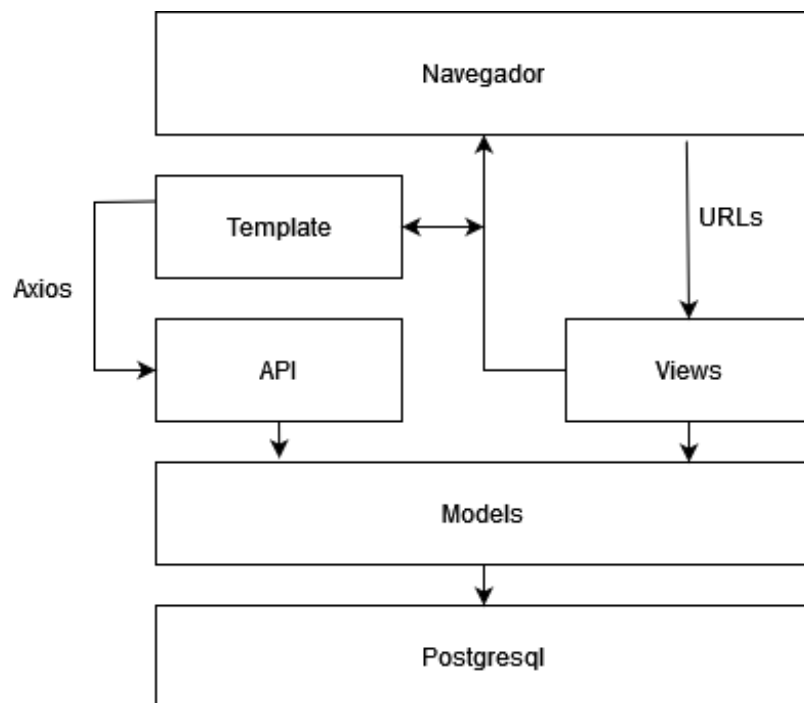 Navegador
Template
URLs
Axios
API
Views
Models
Postgresql